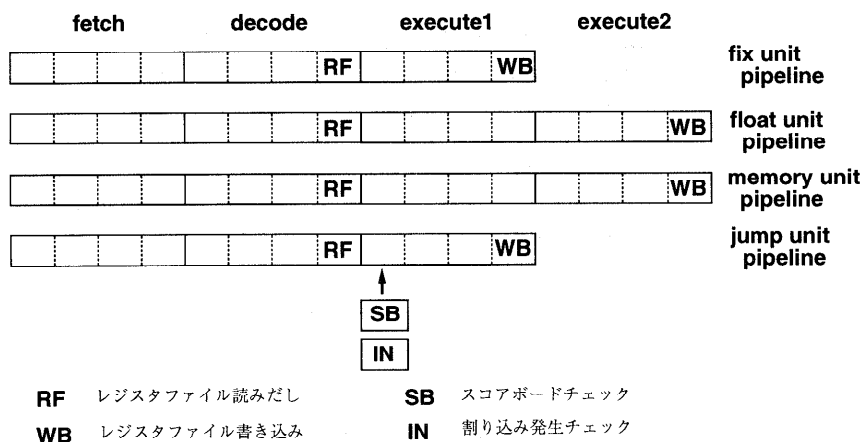 fetch decode execute1 execute2
RF WB fix unit pipeline
RF WB float unit pipeline
RF WB memory unit pipeline
RF WB jump unit pipeline
SB
IN
RF レジスタファイル読みだし
SB スコアボードチェック
WB レジスタファイル書き込み
IN 割り込み発生チェック